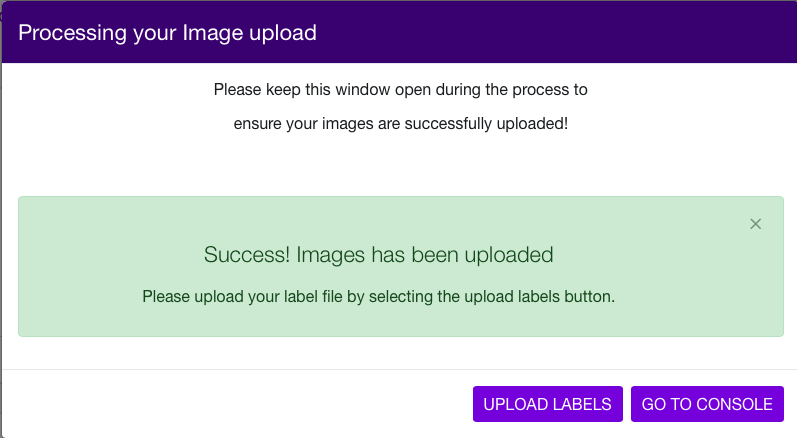 Processing your Image upload
Please keep this window open during the process to
ensure your images are successfully uploaded!
×
Success! Images has been uploaded
Please upload your label file by selecting the upload labels button.
UPLOAD LABELS
GO TO CONSOLE